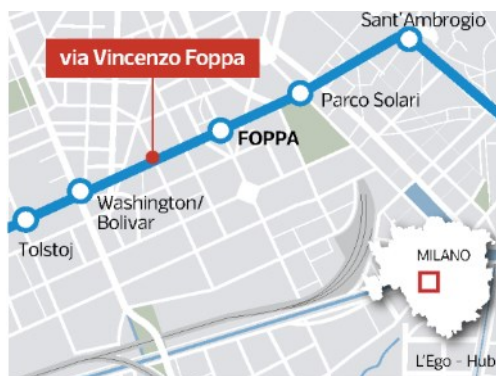 Sant'Ambrogio
via Vincenzo Foppa
Parco Solari
FOPPA
Washington/
Bolivar
Tolstoj
MILANO
L'Ego - Hub